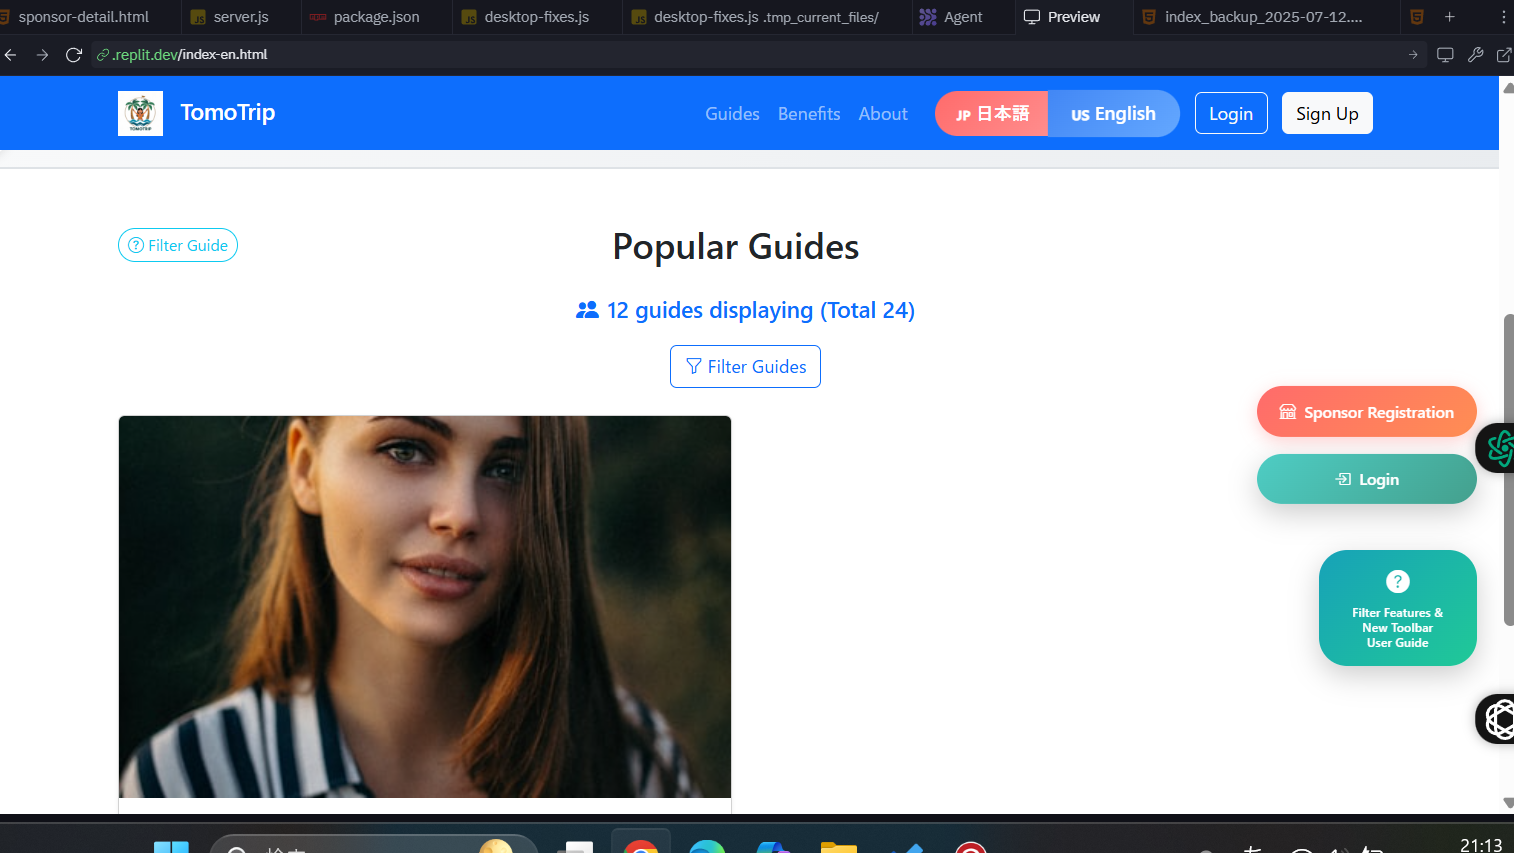 sponsor-detail.html
server.js
package.json
desktop-fixes.js
desktop-fixes.js .tmp_current_files/
Agent
Preview
index_backup_2025-07-12....
.replit.dev/index-en.html
TOMOTRIP
TomoTrip
Guides
Benefits
About
JP 日本語
US English
Login
Sign Up
Filter Guide
Popular Guides
12 guides displaying (Total 24)
Filter Guides
Sponsor Registration
Login
Filter Features &
New Toolbar
User Guide
21:13